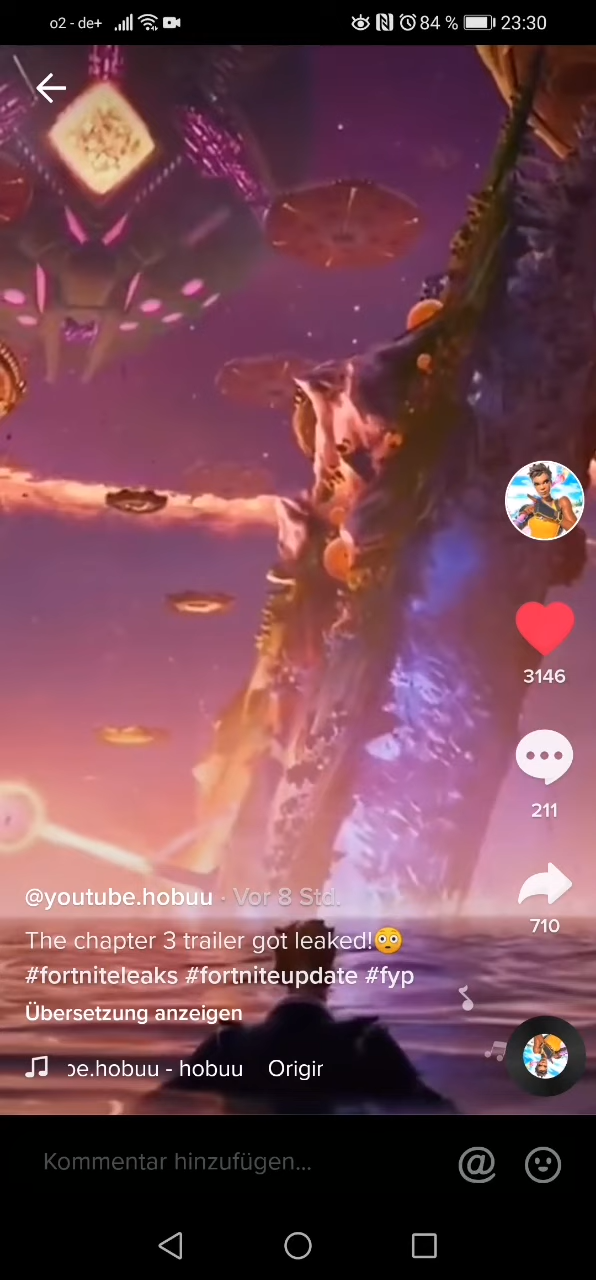 o2 - de+ 84 % 23:30
3146
211
710
@youtube.hobuu · Vor 8 Std.
The chapter 3 trailer got leaked!😳
#fortniteleaks #fortniteupdate #fyp
Übersetzung anzeigen
be.hobuu - hobuu Origir
Kommentar hinzufügen...